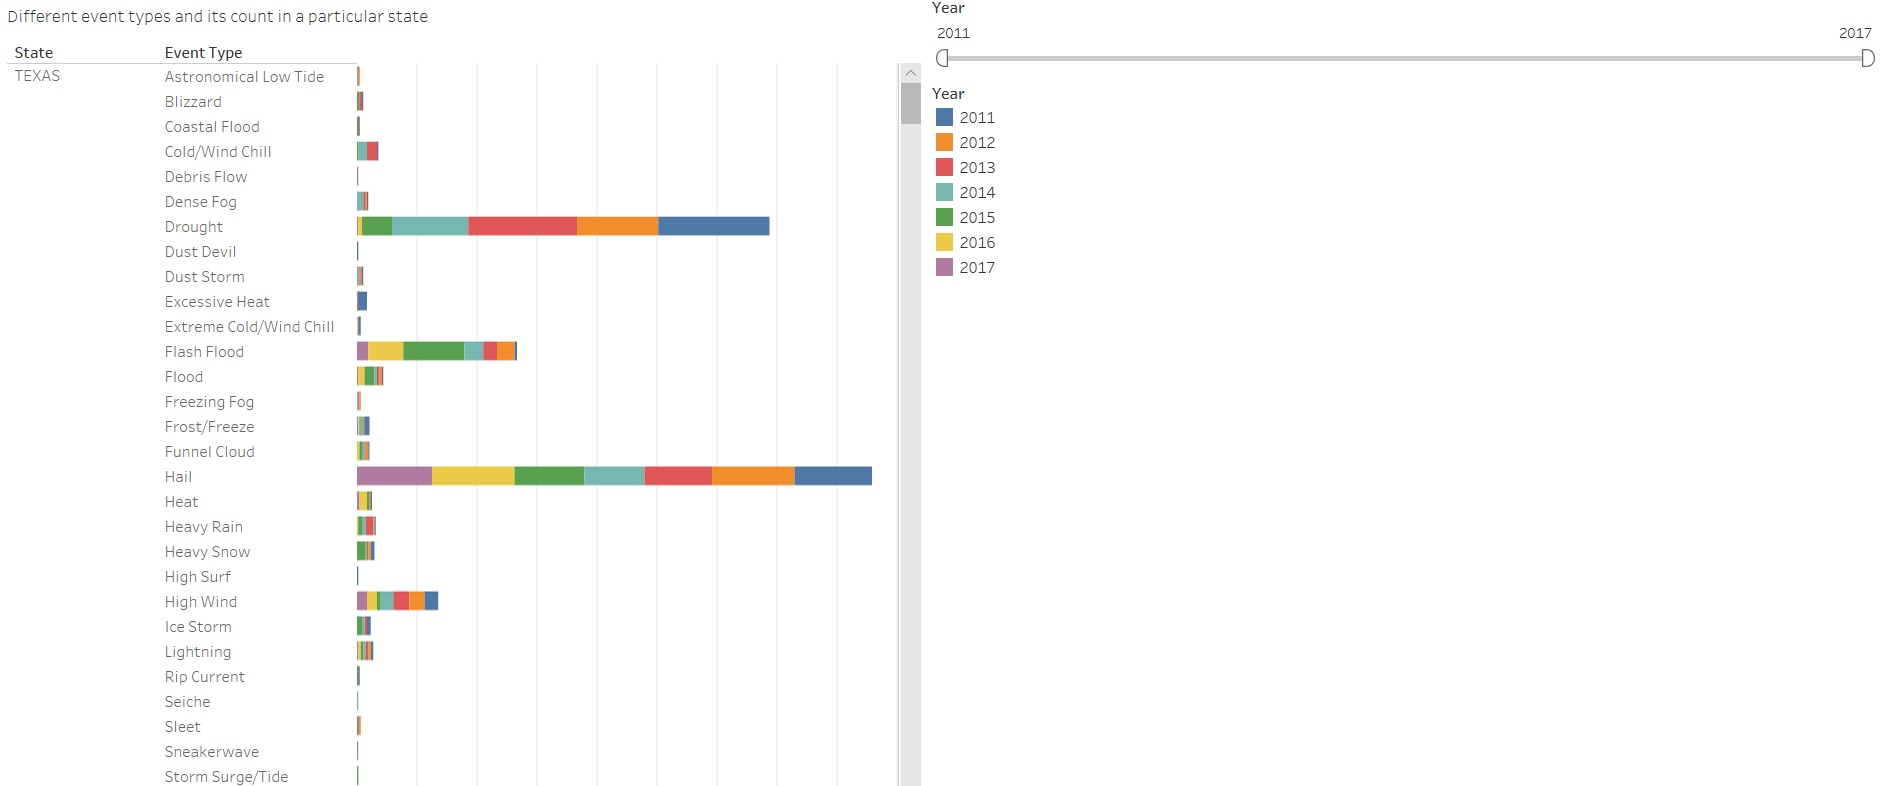 Different event types and its count in a particular state
State Event Type
TEXAS Astronomical Low Tide
Blizzard
Coastal Flood
Cold/Wind Chill
Debris Flow
Dense Fog
Drought
Dust Devil
Dust Storm
Excessive Heat
Extreme Cold/Wind Chill
Flash Flood
Flood
Freezing Fog
Frost/Freeze
Funnel Cloud
Hail
Heat
Heavy Rain
Heavy Snow
High Surf
High Wind
Ice Storm
Lightning
Rip Current
Seiche
Sleet
Sneakerwave
Storm Surge/Tide
Year
2011 2017
Year
2011
2012
2013
2014
2015
2016
2017